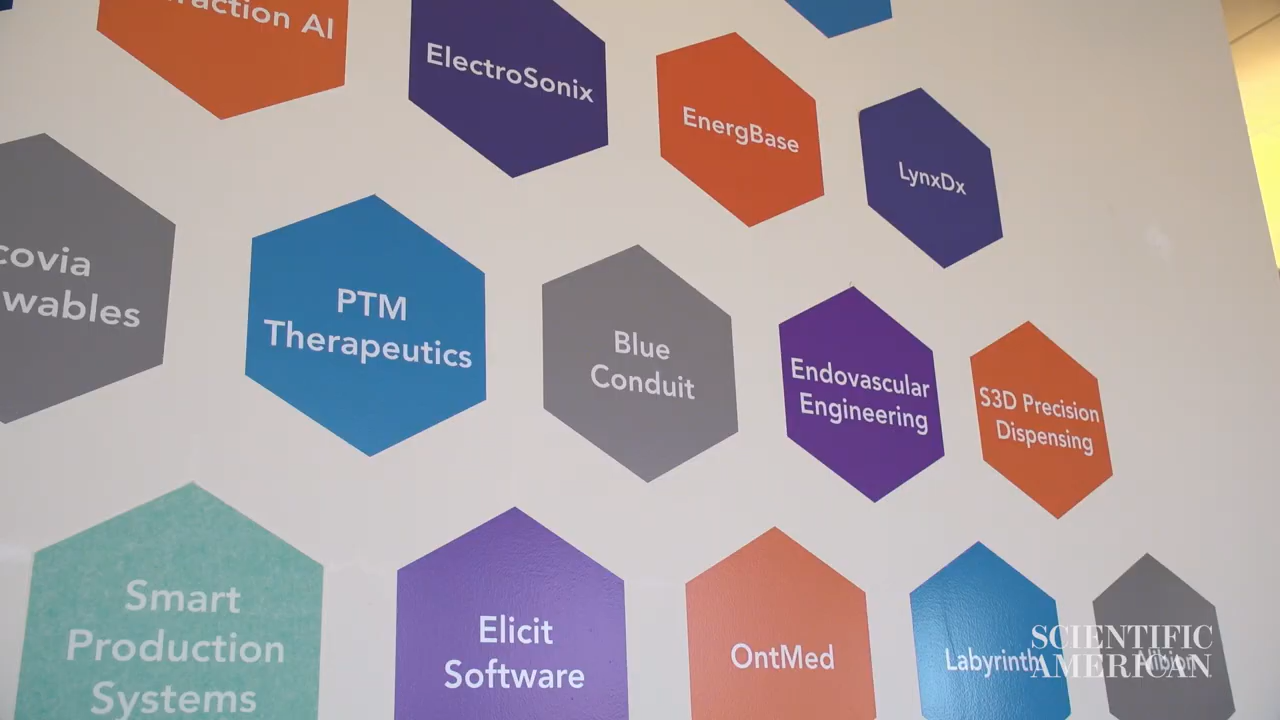 raction AI
ElectroSonix
EnergBase
LynxDx
covia
wables
PTM
Therapeutics
Blue
Conduit
Endovascular
Engineering
S3D Precision
Dispensing
Smart
Production
Systems
Elicit
Software
OntMed
Labyrinth
SCIENTIFIC
AMERICAN